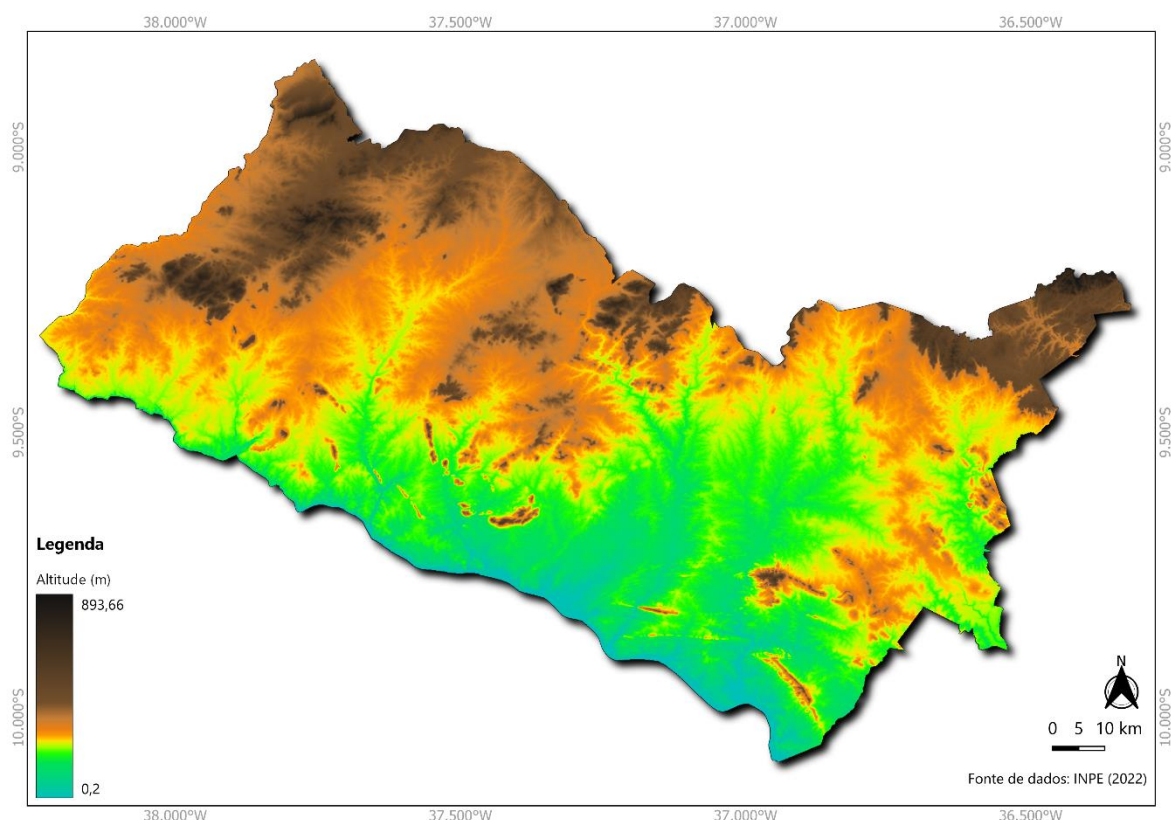 38.000°W 37.500°W 37.000°W 36.500°W
9.000°S 9.000°S
9.500°S 9.500°S
Legenda
Altitude (m)
893,66
0,2
N
10.000°S 10.000°S
0 5 10 km
Fonte de dados: INPE (2022)
38.000°W 37.500°W 37.000°W 36.500°W